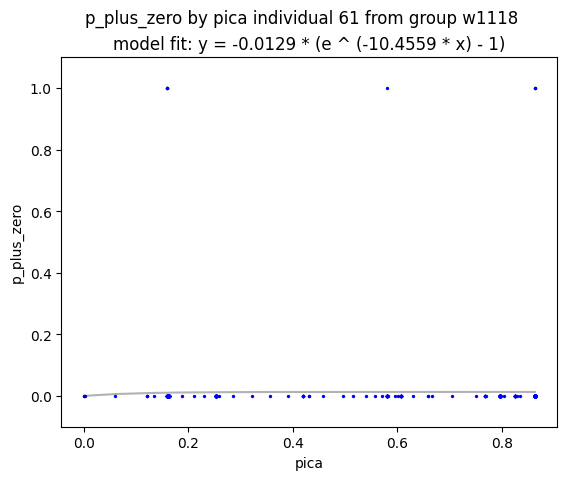 p_plus_zero by pica individual 61 from group w1118
model fit: y = -0.0129 * (e ^ (-10.4559 * x) - 1)
1.0
0.8
0.6
0.4
0.2
0.0
p_plus_zero
0.0 0.2 0.4 0.6 0.8
pica